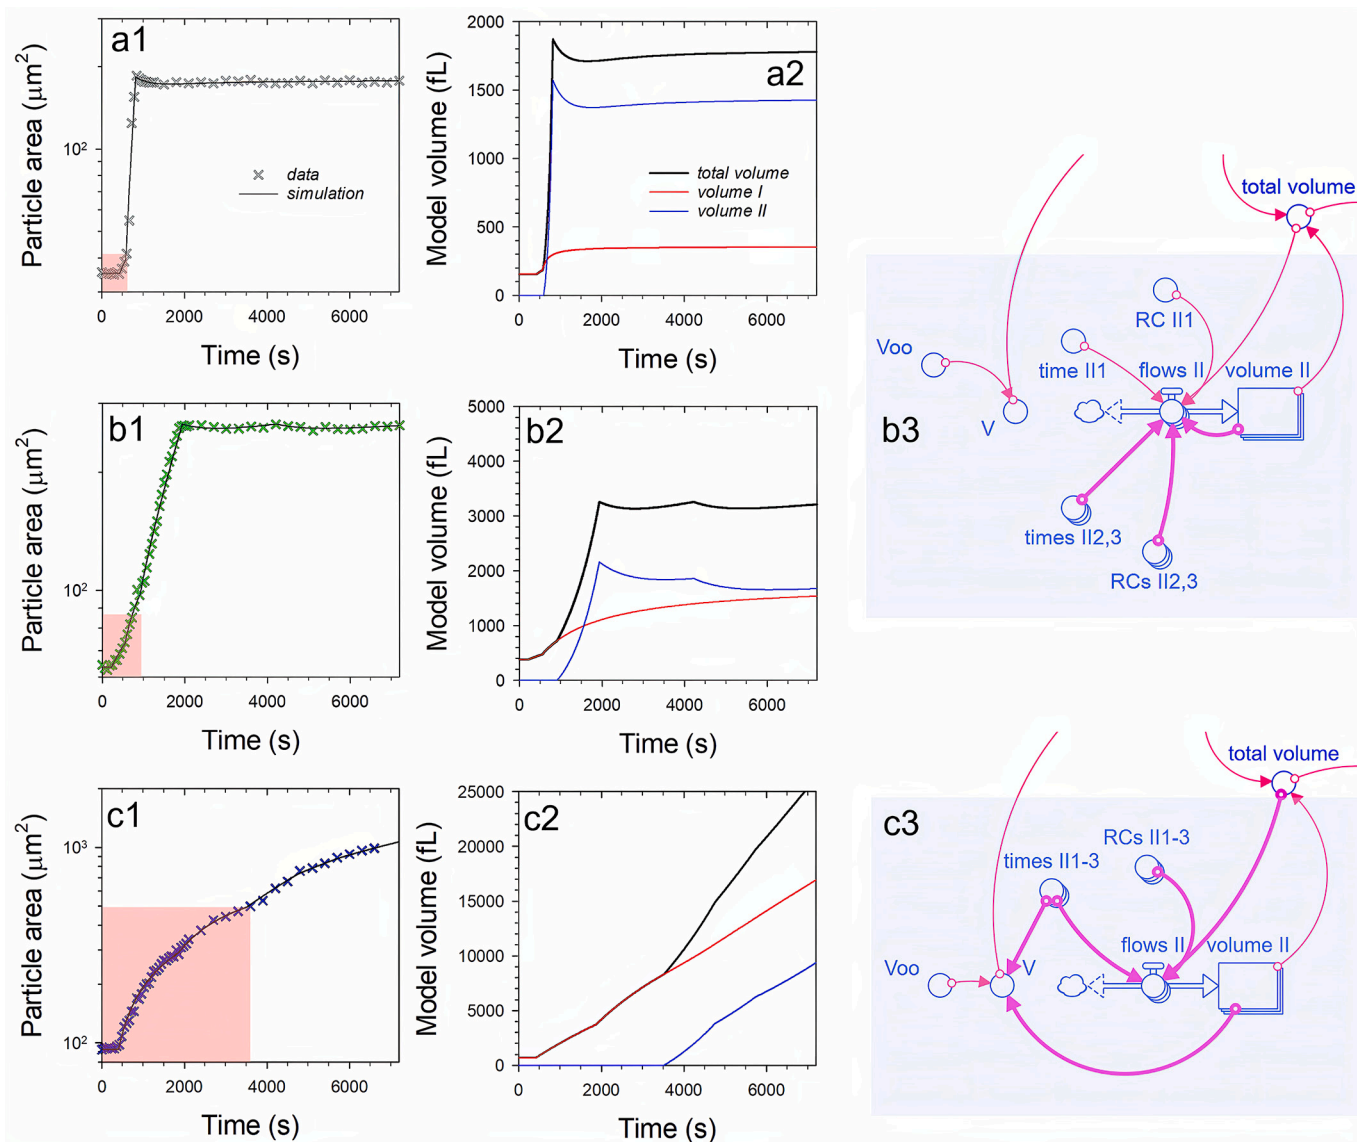 a1
Particle area (μm²)
10²
data
simulation
0 2000 4000 6000
Time (s)
a2
Model volume (fL)
2000
1500
1000
500
0
total volume
volume I
volume II
0 2000 4000 6000
Time (s)
b1
Particle area (μm²)
10²
0 2000 4000 6000
Time (s)
b2
Model volume (fL)
5000
4000
3000
2000
1000
0
0 2000 4000 6000
Time (s)
total volume
RC II1
Voo
time II1
flows II
volume II
V
b3
times II2,3
RCs II2,3
c1
Particle area (μm²)
10³
10²
0 2000 4000 6000
Time (s)
c2
Model volume (fL)
25000
20000
15000
10000
5000
0
0 2000 4000 6000
Time (s)
total volume
c3
RCs II1-3
times II1-3
flows II
volume II
Voo
V